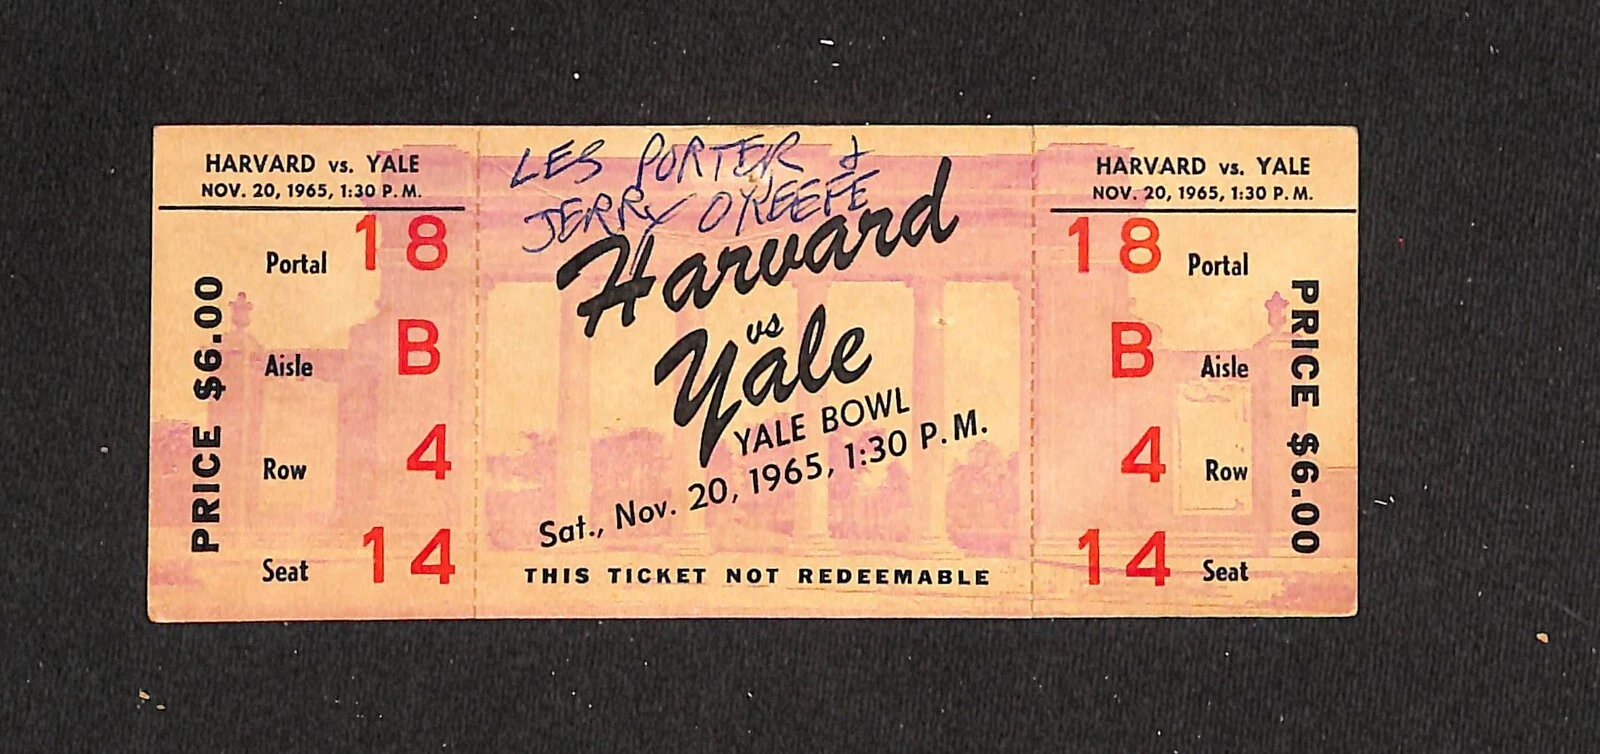 HARVARD vs. YALE
NOV. 20, 1965, 1:30 P.M.
PRICE $6.00
Portal 18
Aisle B
Row 4
Seat 14
LES PORTER &
JERRY O'KEEFE
Harvard
vs
Yale
YALE BOWL
Sat., Nov. 20, 1965, 1:30 P.M.
THIS TICKET NOT REDEEMABLE
HARVARD vs. YALE
NOV. 20, 1965, 1:30 P.M.
18 Portal
B Aisle
4 Row
14 Seat
PRICE $6.00